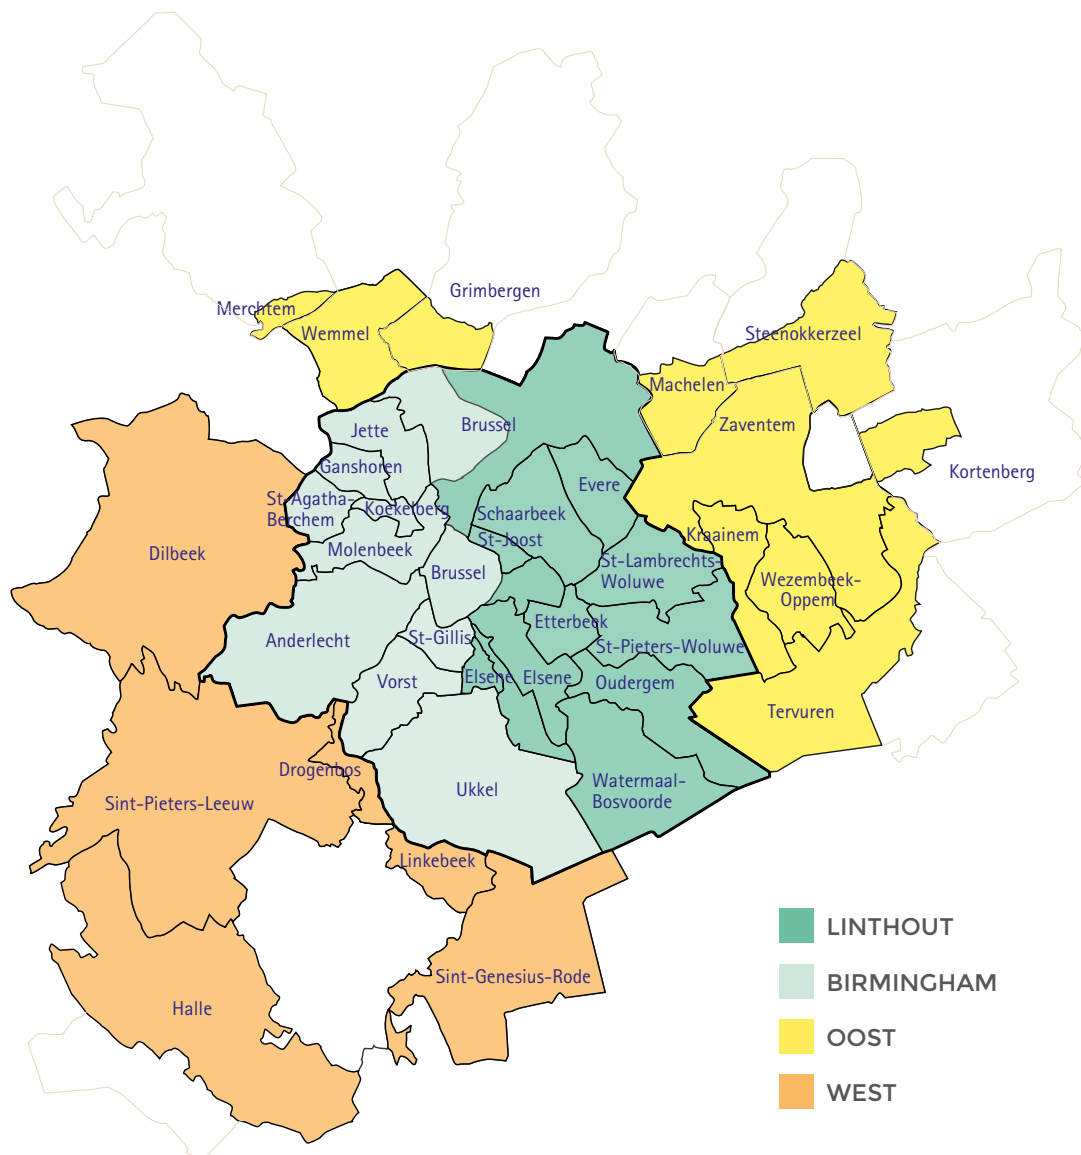 Grimbergen
Merchtem
Wemmel
Steenokkerzeel
Machelen
Zaventem
Brussel
Jette
Ganshoren
Kortenberg
Evere
St-Agatha-
Berchem
Koekelberg
Schaarbeek
St-Joost
Kraainem
Molenbeek
Dilbeek
St-Lambrechts-
Woluwe
Brussel
Wezembeek-
Oppem
Etterbeek
Anderlecht
St-Gillis
St-Pieters-Woluwe
Vorst
Elsene
Elsene
Oudergem
Tervuren
Drogenbos
Ukkel
Watermaal-
Bosvoorde
Sint-Pieters-Leeuw
Linkebeek
Sint-Genesius-Rode
Halle
LINTHOUT
BIRMINGHAM
OOST
WEST